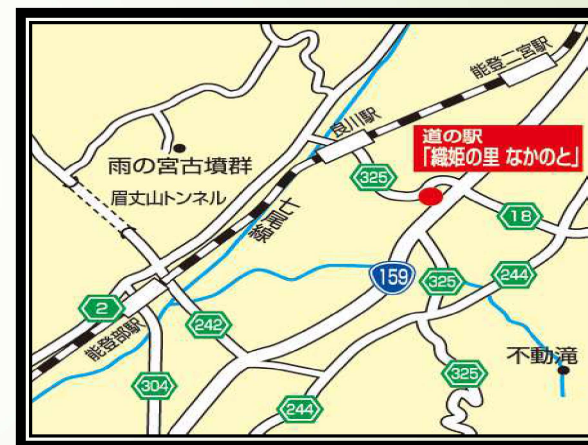 能登二宮駅
良川駅
道の駅
「織姫の里 なかのと」
雨の宮古墳群
325
18
眉丈山トンネル
七尾線
159
325
244
2
242
能登部駅
不動滝
304
325
244